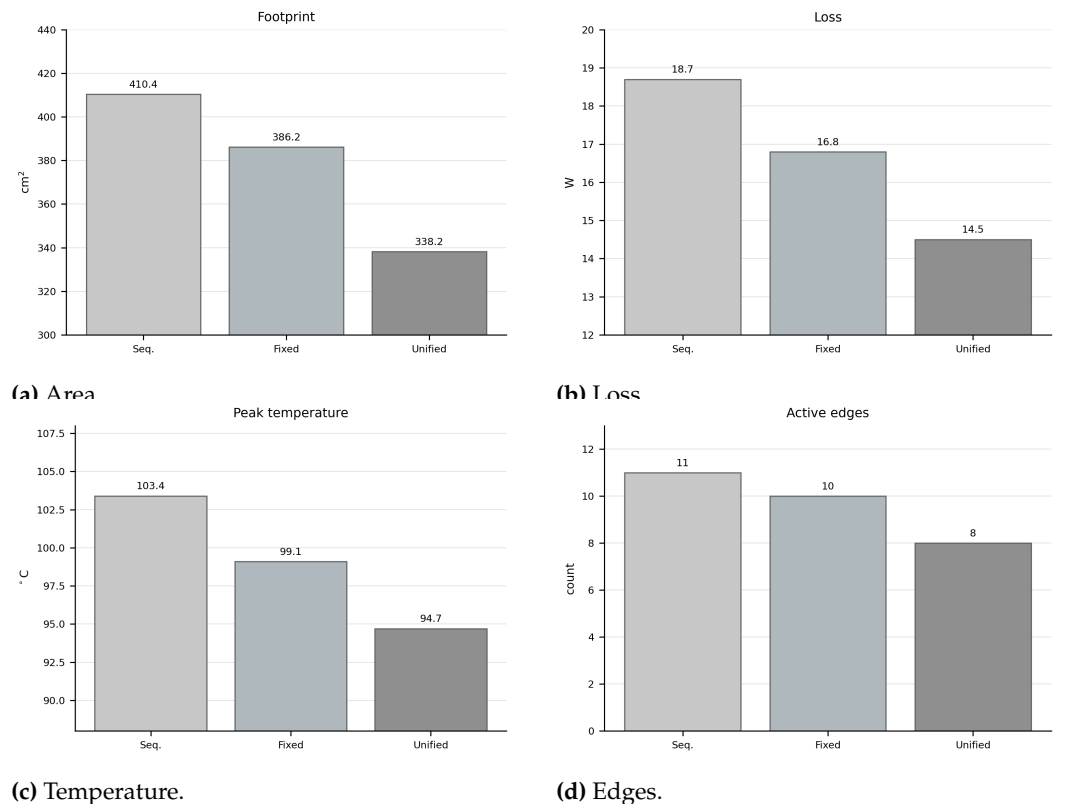 Footprint
440
420
400
380
360
340
320
300
cm²
410.4
386.2
338.2
Seq.
Fixed
Unified
(a) Area
Loss
20
19
18
17
16
15
14
13
12
W
18.7
16.8
14.5
Seq.
Fixed
Unified
(b) Loss
Peak temperature
107.5
105.0
102.5
100.0
97.5
95.0
92.5
90.0
°C
103.4
99.1
94.7
Seq.
Fixed
Unified
(c) Temperature.
Active edges
12
10
8
6
4
2
0
count
11
10
8
Seq.
Fixed
Unified
(d) Edges.